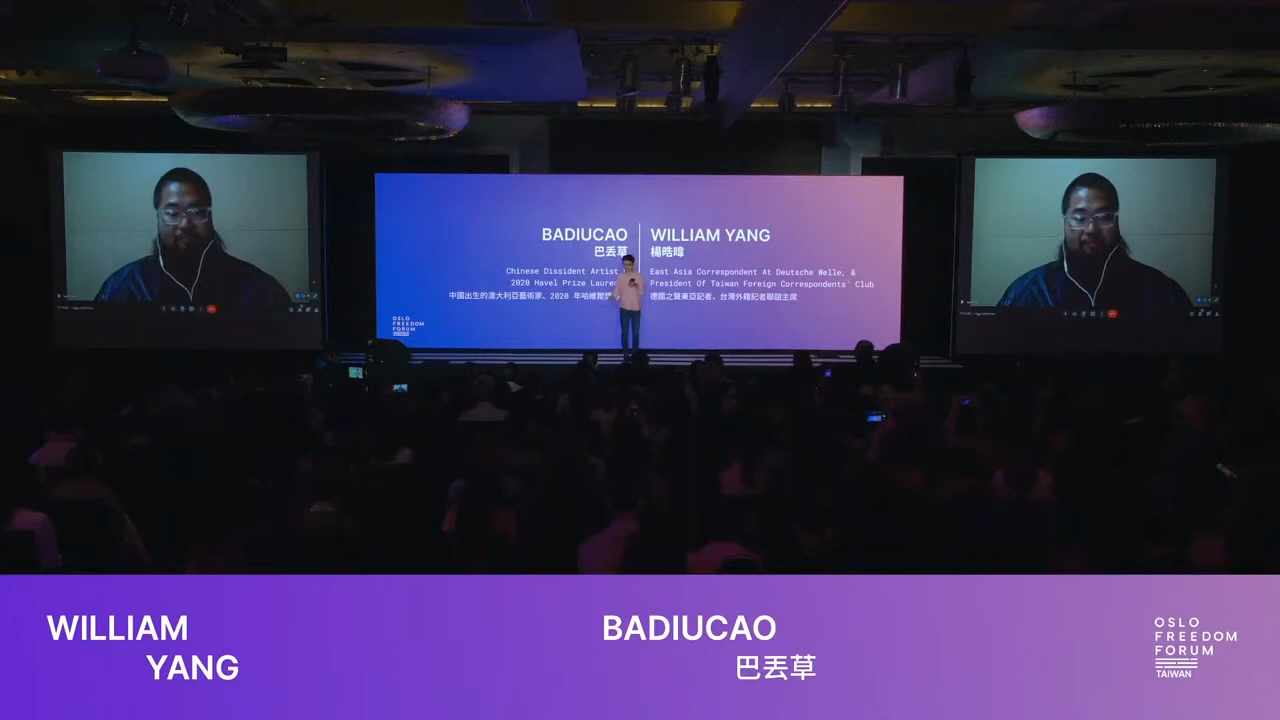 BADIUCAO
巴丢草
Chinese Dissident Artist
2020 Havel Prize
中國出生的澳大利亞藝術家、2020 年哈維爾
WILLIAM YANG
楊皓暐
East Asia Correspondent At Deutsche Welle, &
President Of Taiwan Foreign Correspondents' Club
德國之聲東亞記者、台灣外籍記者聯誼主席
OSLO
FREEDOM
FORUM
WILLIAM
YANG
BADIUCAO
巴丢草
OSLO
FREEDOM
FORUM
TAIWAN